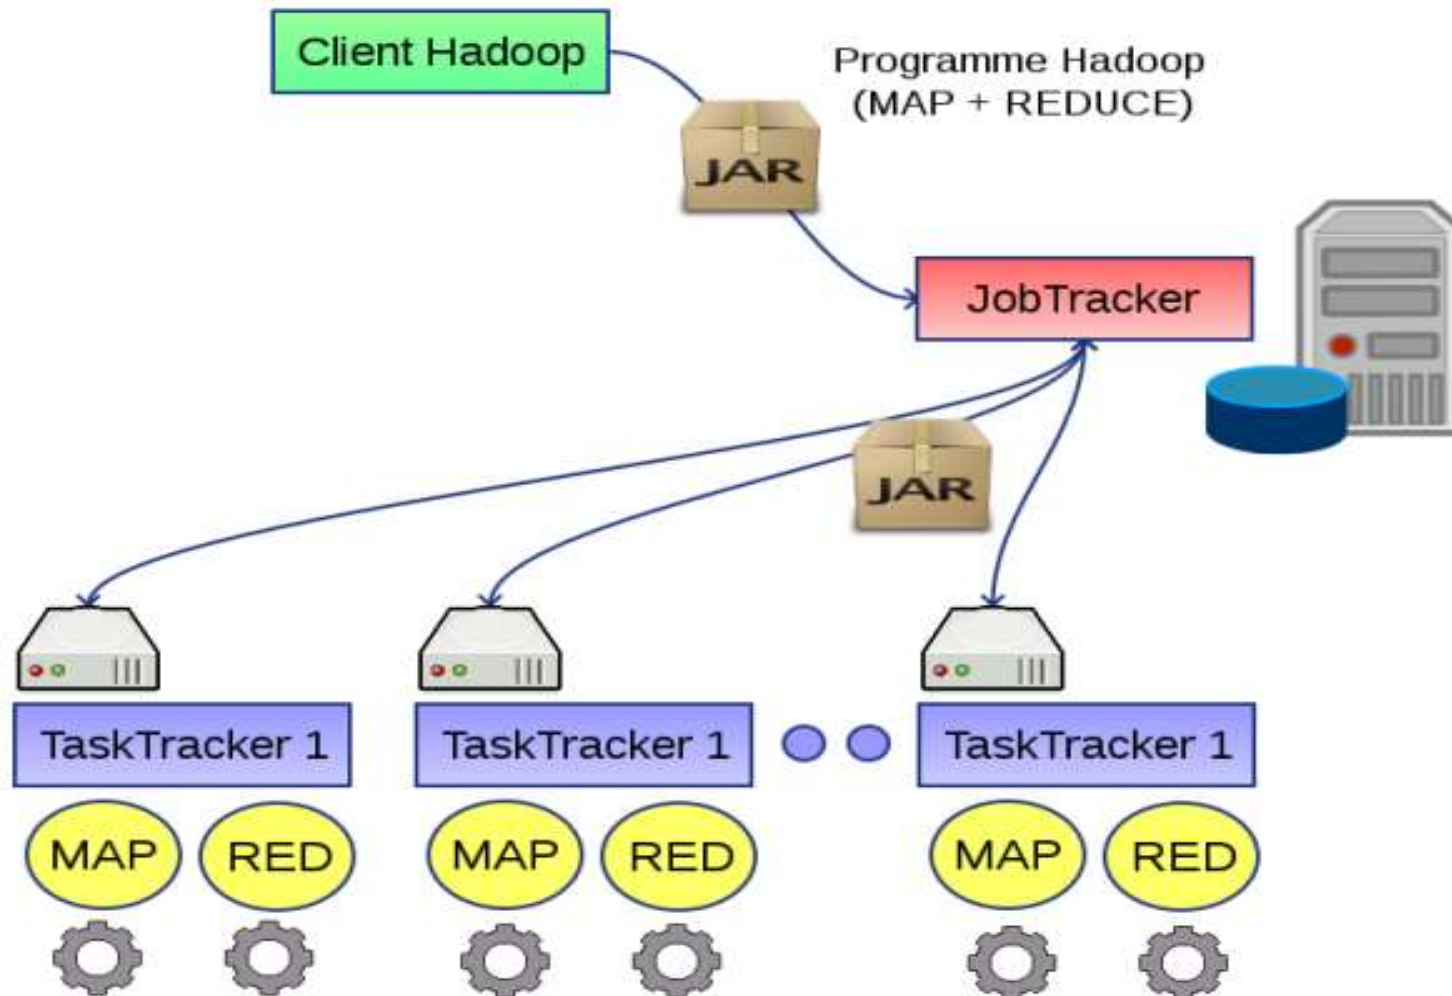 Client Hadoop
Programme Hadoop
(MAP + REDUCE)
JAR
JobTracker
JAR
TaskTracker 1 TaskTracker 1 TaskTracker 1
MAP RED MAP RED MAP RED